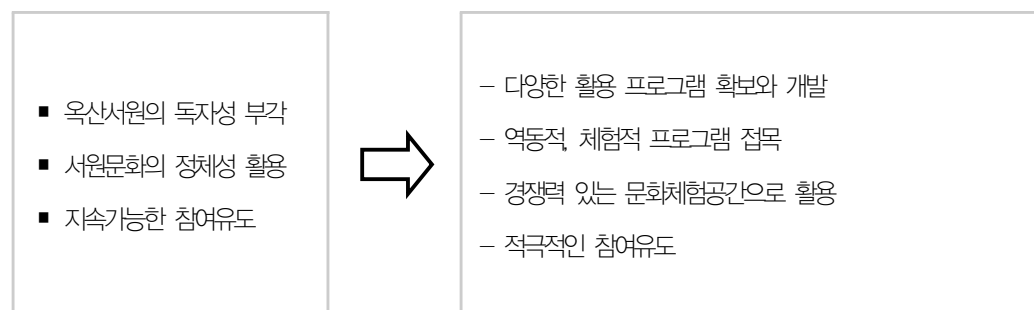 ▪ 옥산서원의 독자성 부각
▪ 서원문화의 정체성 활용
▪ 지속가능한 참여유도
– 다양한 활용 프로그램 확보와 개발
– 역동적, 체험적 프로그램 접목
– 경쟁력 있는 문화체험공간으로 활용
– 적극적인 참여유도